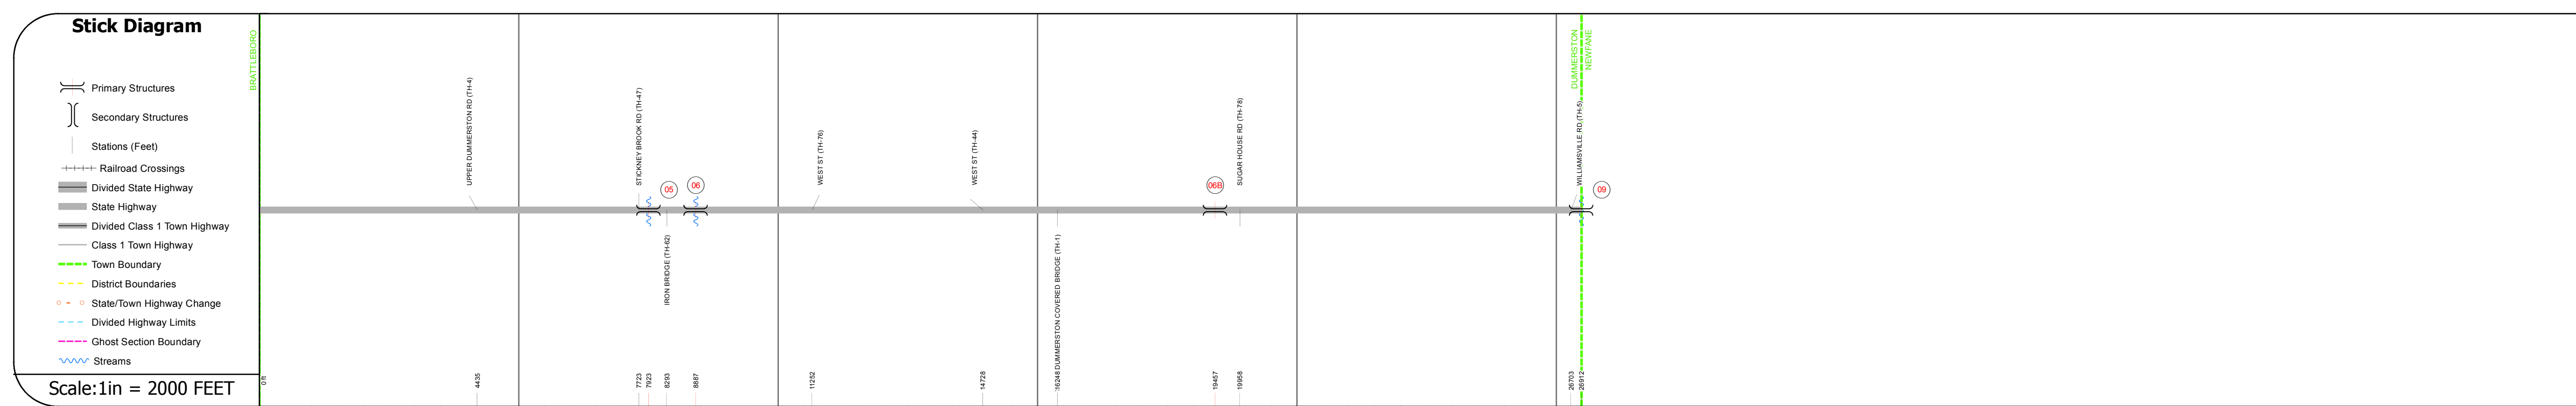 Stick Diagram
Primary Structures
Secondary Structures
Stations (Feet)
Railroad Crossings
Divided State Highway
State Highway
Divided Class 1 Town Highway
Class 1 Town Highway
Town Boundary
District Boundaries
State/Town Highway Change
Divided Highway Limits
Ghost Section Boundary
Streams
Scale:1in = 2000 FEET
BRATTLEBORO
UPPER DUMMERSTON RD (TH-4)
STICKNEY BROOK RD (TH-47)
05
06
IRON BRIDGE (TH-62)
WEST ST (TH-76)
WEST ST (TH-44)
DUMMERSTON COVERED BRIDGE (TH-1)
06B
SUGAR HOUSE RD (TH-78)
DUMMERSTON
NEWFANE
WILLIAMSVILLE RD (TH-5)
09
0 ft
4435
7723
7923
8293
8887
11252
14728
16248
19457
19958
26703
26912